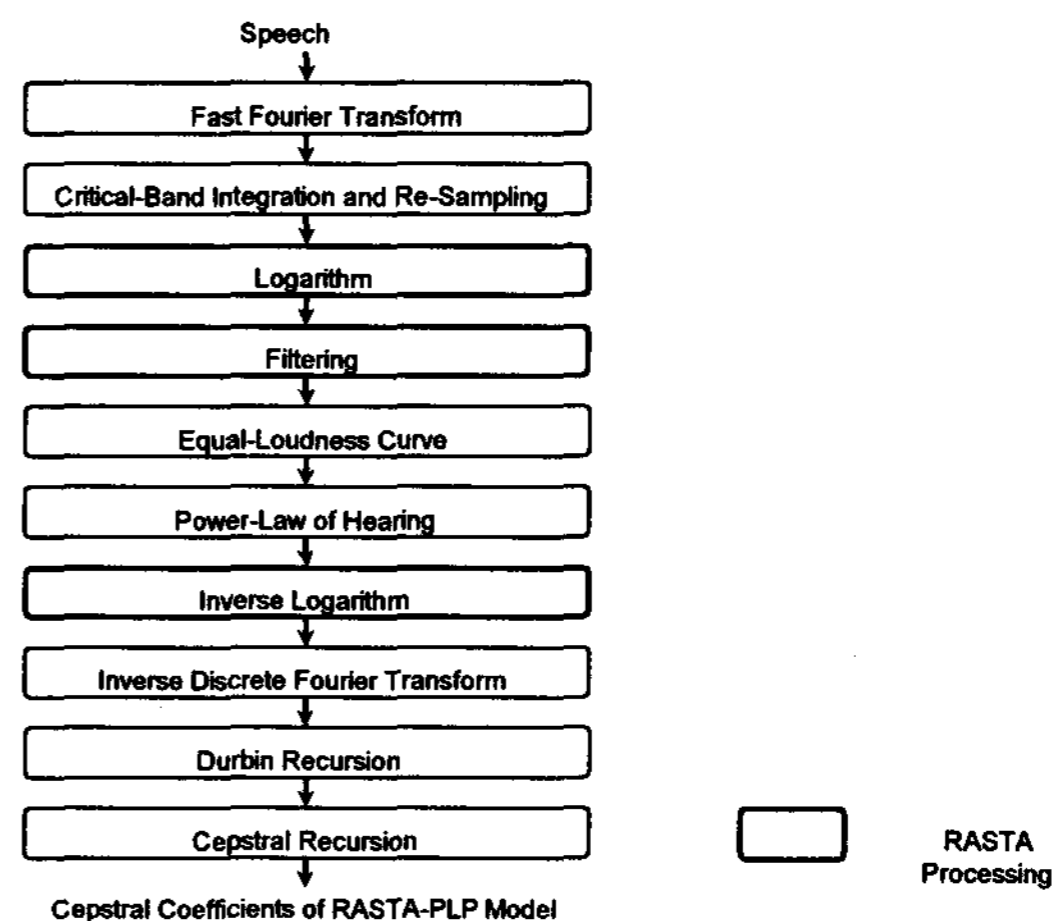 Speech
Fast Fourier Transform
Critical-Band Integration and Re-Sampling
Logarithm
Filtering
Equal-Loudness Curve
Power-Law of Hearing
Inverse Logarithm
Inverse Discrete Fourier Transform
Durbin Recursion
Cepstral Recursion
Cepstral Coefficients of RASTA-PLP Model
RASTA
Processing